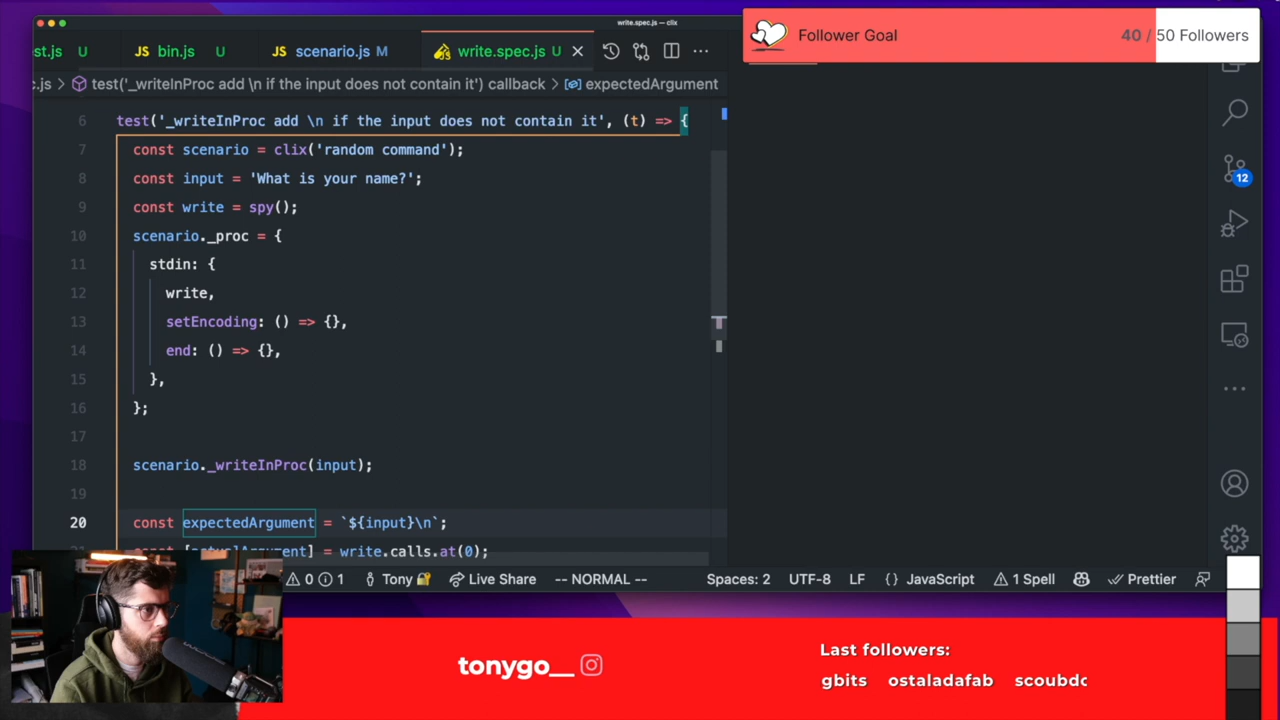 write.spec.js — clix
Follower Goal
40 / 50 Followers
st.js U
JS bin.js U
JS scenario.js M
write.spec.js U
.js > test('_writeInProc add \n if the input does not contain it') callback > expectedArgument
6 test('_writeInProc add \n if the input does not contain it', (t) => {
7 const scenario = clix('random command');
8 const input = 'What is your name?';
9 const write = spy();
10 scenario._proc = {
11 stdin: {
12 write,
13 setEncoding: () => {},
14 end: () => {},
15 },
16 };
17
18 scenario._writeInProc(input);
19
20 const expectedArgument = `${input}\n`;
const [actualArgument] = write.calls.at(0);
12
0 1 Tony Live Share -- NORMAL -- Spaces: 2 UTF-8 LF {} JavaScript 1 Spell Prettier
tonygo__
Last followers:
gbits ostaladafab scoubdo